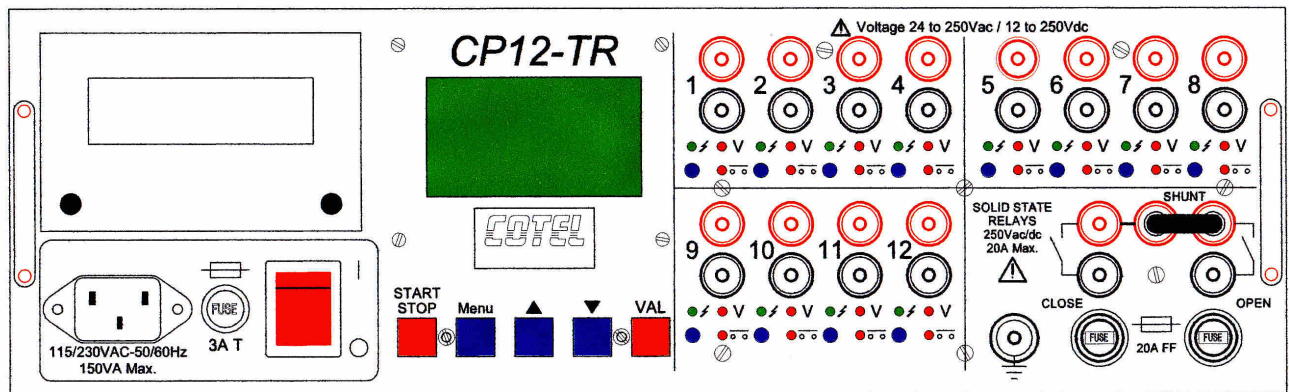 CP12-TR
COTEL
START
STOP
Menu
▲
▼
VAL
FUSE
3A T
115/230VAC-50/60Hz
150VA Max.
⚠ Voltage 24 to 250Vac / 12 to 250Vdc
1 2 3 4 5 6 7 8
V V V V V V V V
9 10 11 12
V V V V
SOLID STATE
RELAYS
250Vac/dc
20A Max.
SHUNT
CLOSE
OPEN
FUSE
20A FF
FUSE